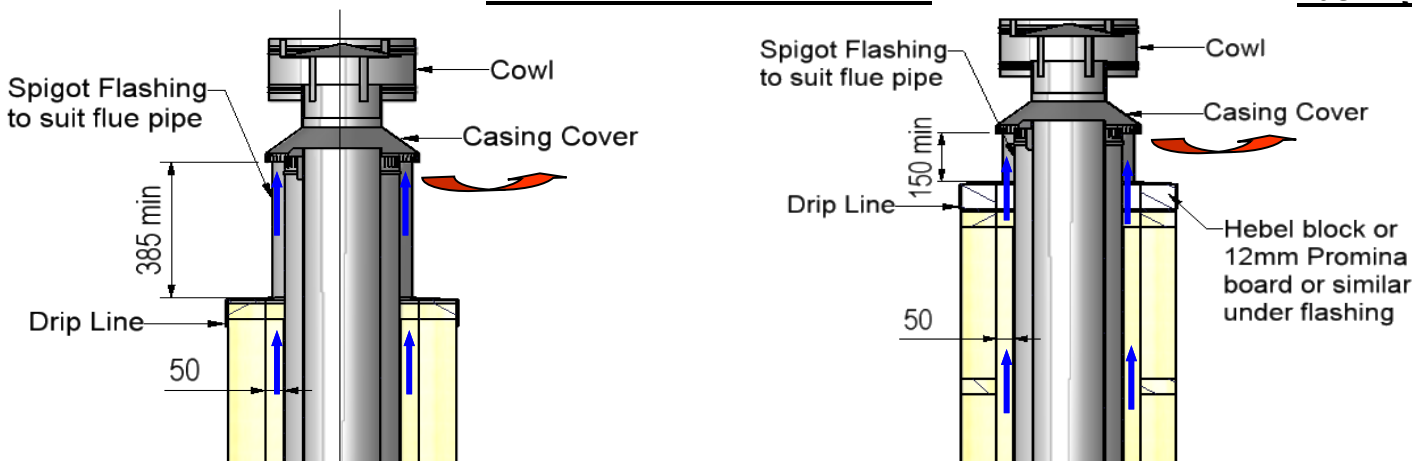 Spigot Flashing
to suit flue pipe
Cowl
Casing Cover
385 min
Drip Line
50
Spigot Flashing
to suit flue pipe
Cowl
Casing Cover
150 min
Drip Line
Hebel block or
12mm Promina
board or similar
under flashing
50